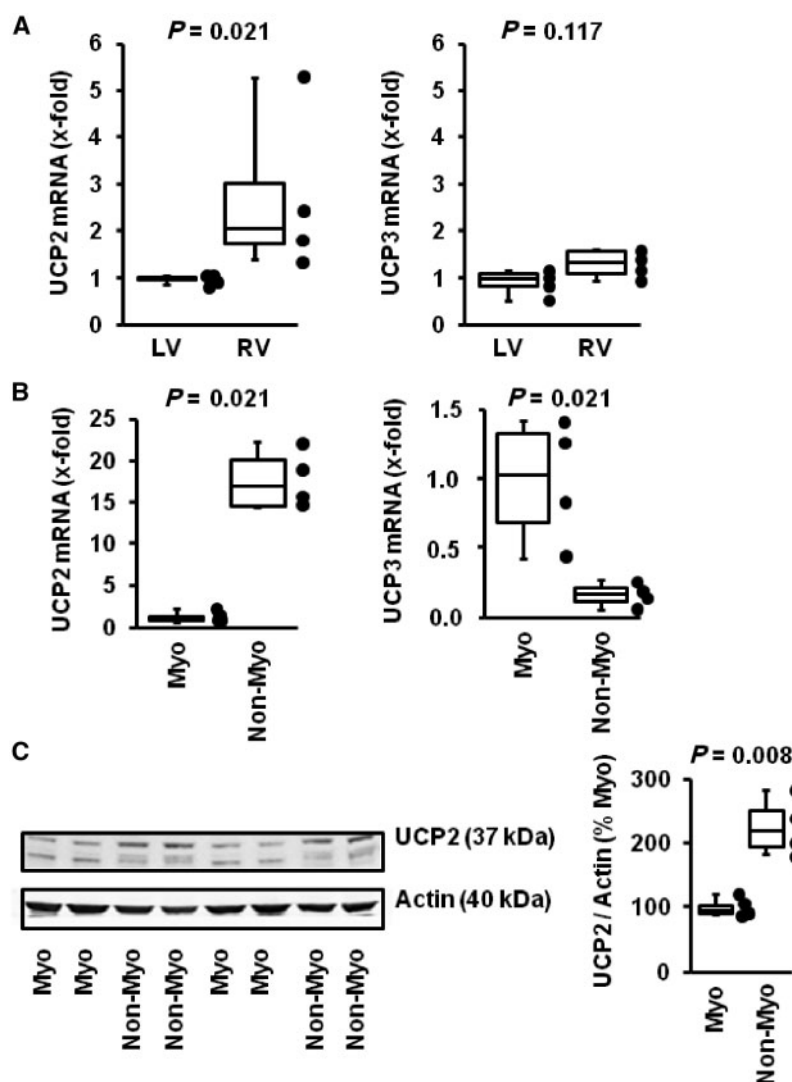 A
P = 0.021
UCP2 mRNA (x-fold)
6
5
4
3
2
1
0
LV RV
P = 0.117
UCP3 mRNA (x-fold)
6
5
4
3
2
1
0
LV RV
B
P = 0.021
UCP2 mRNA (x-fold)
25
20
15
10
5
0
Myo
Non-Myo
P = 0.021
UCP3 mRNA (x-fold)
1.5
1.0
0.5
0.0
Myo
Non-Myo
C
UCP2 (37 kDa)
Actin (40 kDa)
Myo
Myo
Non-Myo
Non-Myo
Myo
Myo
Non-Myo
Non-Myo
P = 0.008
UCP2 / Actin (% Myo)
300
200
100
0
Myo
Non-Myo